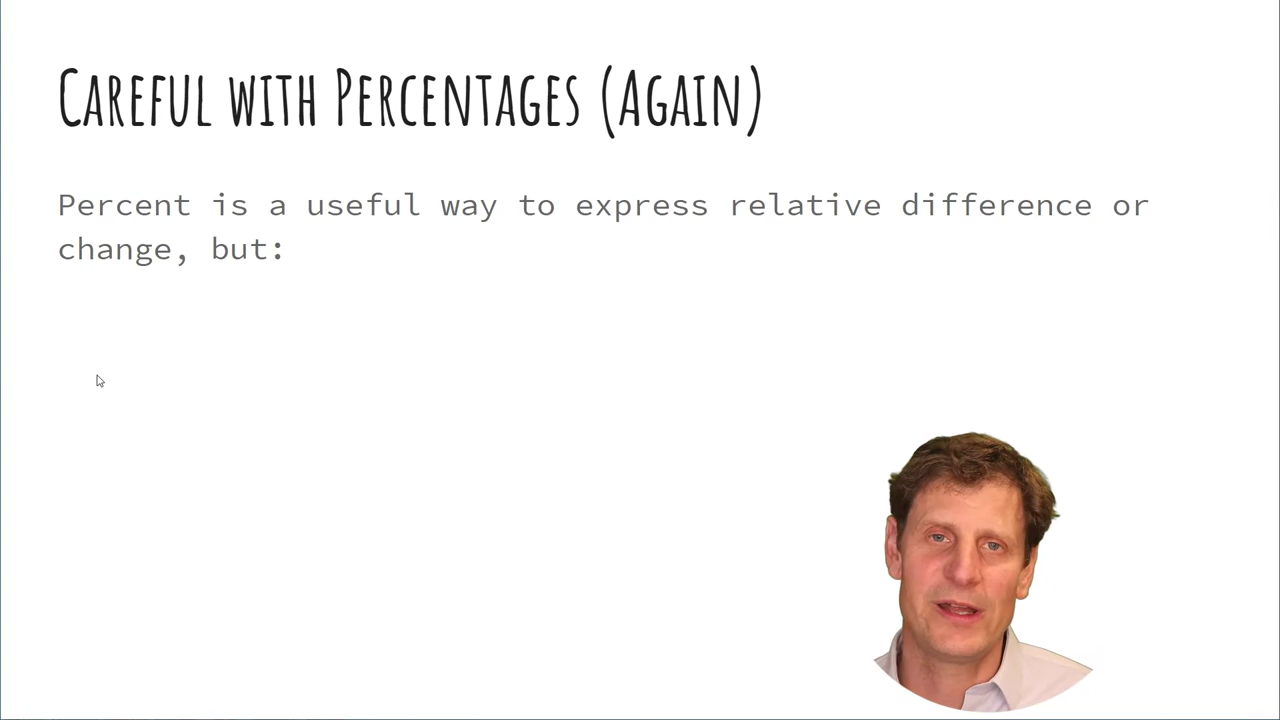 Careful with Percentages (Again)
Percent is a useful way to express relative difference or
change, but: